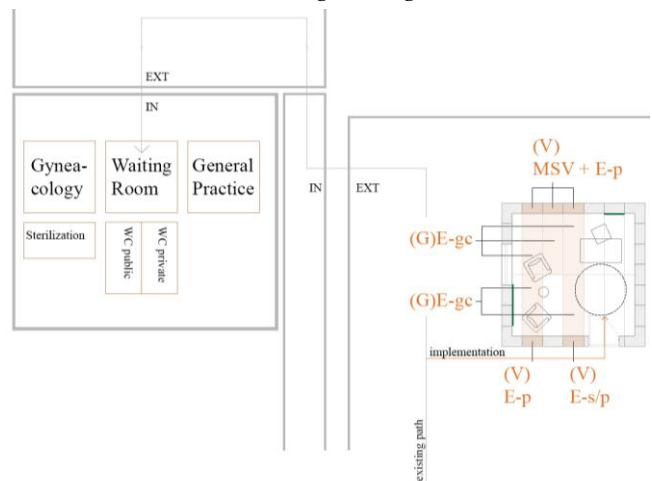 EXT
IN
Gynea-
cology
Waiting
Room
General
Practice
Sterilization
WC public
WC private
IN
EXT
(V)
MSV + E-p
(G)E-gc
(G)E-gc
implementation
(V)
E-p
(V)
E-s/p
existing path